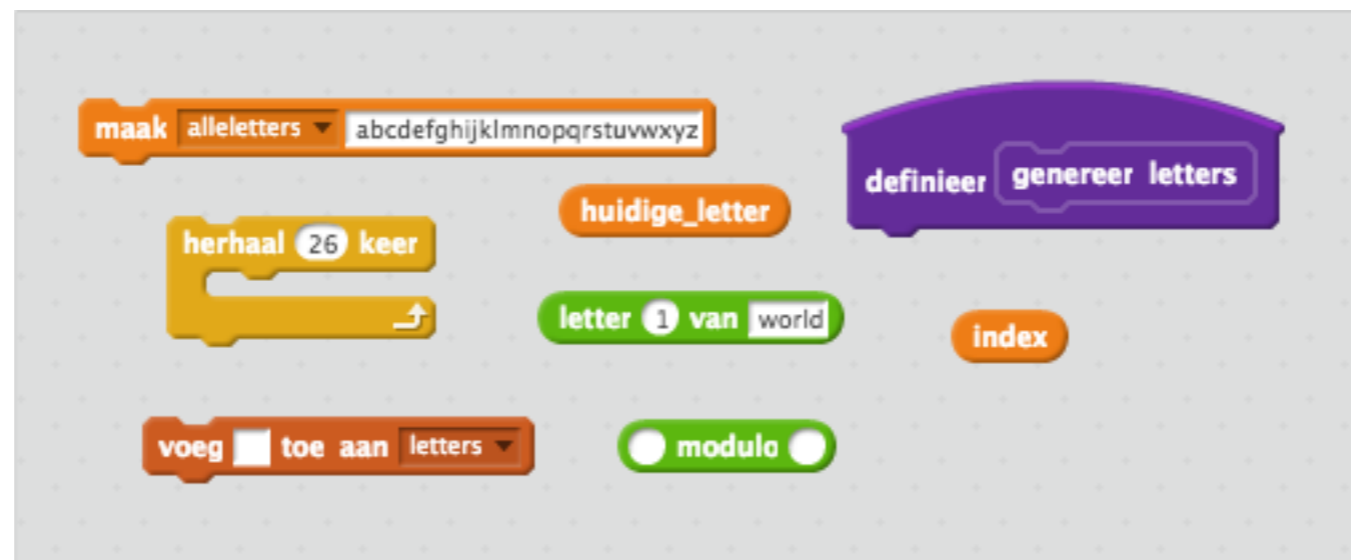 maak alleletters abcdefghijklmnopqrstuvwxyz
definieer genereer letters
huidige_letter
herhaal 26 keer
letter 1 van world
index
voeg toe aan letters
modulo